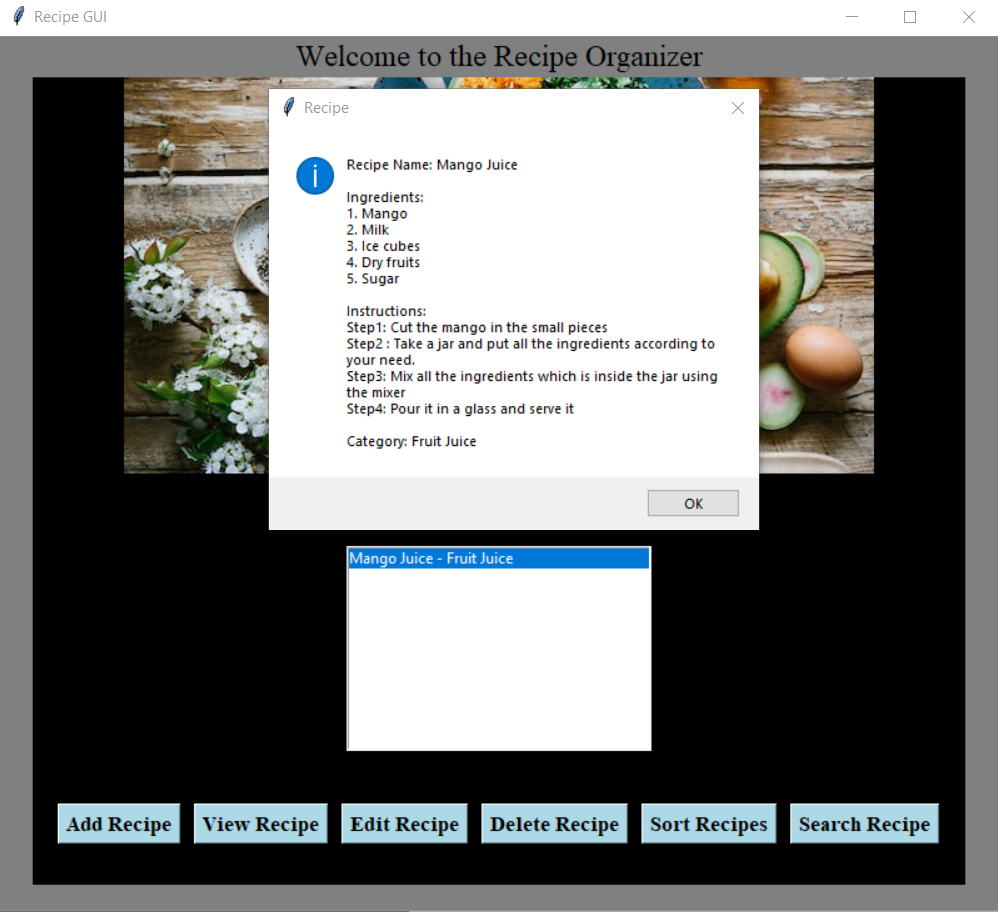 Recipe GUI
Welcome to the Recipe Organizer
Recipe
Recipe Name: Mango Juice
Ingredients:
1. Mango
2. Milk
3. Ice cubes
4. Dry fruits
5. Sugar
Instructions:
Step1: Cut the mango in the small pieces
Step2 : Take a jar and put all the ingredients according to
your need.
Step3: Mix all the ingredients which is inside the jar using
the mixer
Step4: Pour it in a glass and serve it
Category: Fruit Juice
OK
Mango Juice - Fruit Juice
Add Recipe View Recipe Edit Recipe Delete Recipe Sort Recipes Search Recipe